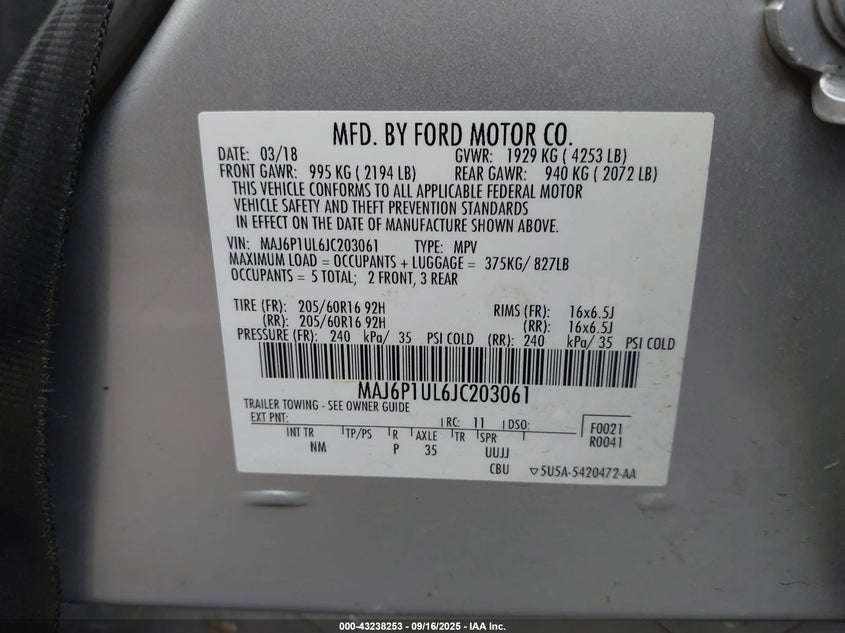 MFD. BY FORD MOTOR CO.
DATE: 03/18 GVWR: 1929 KG ( 4253 LB)
FRONT GAWR: 995 KG ( 2194 LB) REAR GAWR: 940 KG ( 2072 LB)
THIS VEHICLE CONFORMS TO ALL APPLICABLE FEDERAL MOTOR
VEHICLE SAFETY AND THEFT PREVENTION STANDARDS
IN EFFECT ON THE DATE OF MANUFACTURE SHOWN ABOVE.
VIN: MAJ6P1UL6JC203061 TYPE: MPV
MAXIMUM LOAD = OCCUPANTS + LUGGAGE = 375KG/ 827LB
OCCUPANTS = 5 TOTAL; 2 FRONT, 3 REAR
TIRE (FR): 205/60R16 92H RIMS (FR): 16x6.5J
(RR): 205/60R16 92H (RR): 16x6.5J
PRESSURE (FR): 240 kPa/ 35 PSI COLD (RR): 240 kPa/ 35 PSI COLD
MAJ6P1UL6JC203061
TRAILER TOWING - SEE OWNER GUIDE
EXT PNT: RC: 11 DSO: F0021
R0041
INT TR TP/PS R AXLE TR SPR
NM P 35 UUJJ
CBU ▽5U5A-5420472-AA
000-43238253 - 09/16/2025 - IAA Inc.